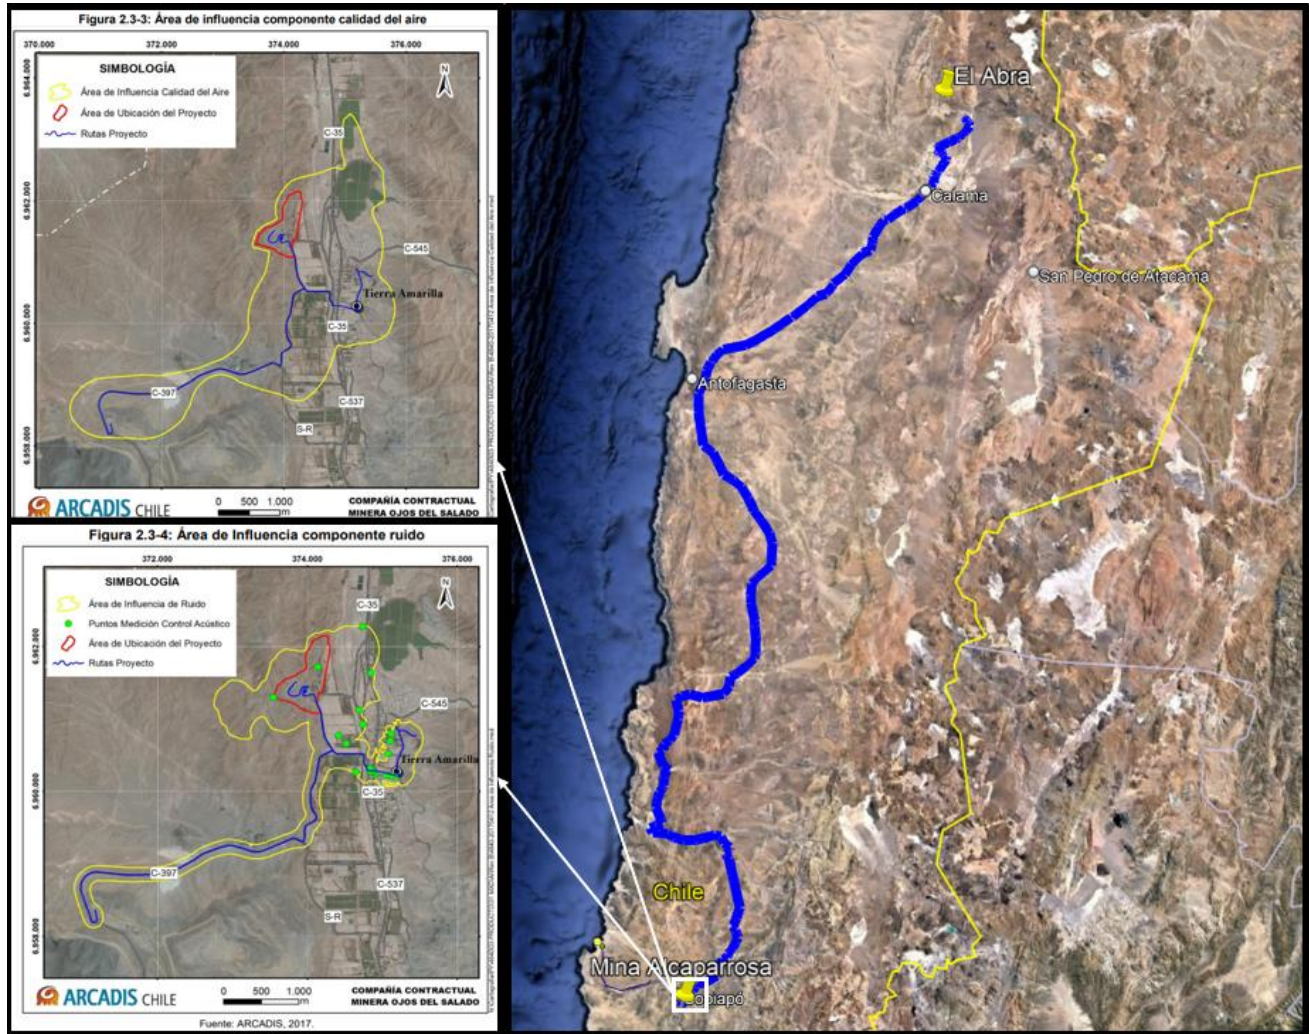 Figura 2.3-3: Área de influencia componente calidad del aire
370.000 372.000 374.000 376.000
SIMBOLOGÍA
Área de Influencia Calidad del Aire
Área de Ubicación del Proyecto
Rutas Proyecto
N
6.964.000
6.962.000
6.960.000
6.958.000
C-35
C-545
Tierra Amarilla
C-35
C-397
C-537
S-R
ARCADIS CHILE
0 500 1.000
m
COMPAÑÍA CONTRACTUAL
MINERA OJOS DEL SALADO
Figura 2.3-4: Área de Influencia componente ruido
372.000 374.000 376.000
SIMBOLOGÍA
Área de Influencia de Ruido
Puntos Medición Control Acústico
Área de Ubicación del Proyecto
Rutas Proyecto
N
6.962.000
6.960.000
6.958.000
C-35
C-545
Tierra Amarilla
C-35
C-397
C-537
S-R
ARCADIS CHILE
0 500 1.000
m
COMPAÑÍA CONTRACTUAL
MINERA OJOS DEL SALADO
Fuente: ARCADIS, 2017.
El Abra
Calama
San Pedro de Atacama
Antofagasta
Chile
Mina Alcaparrosa
Copiapó